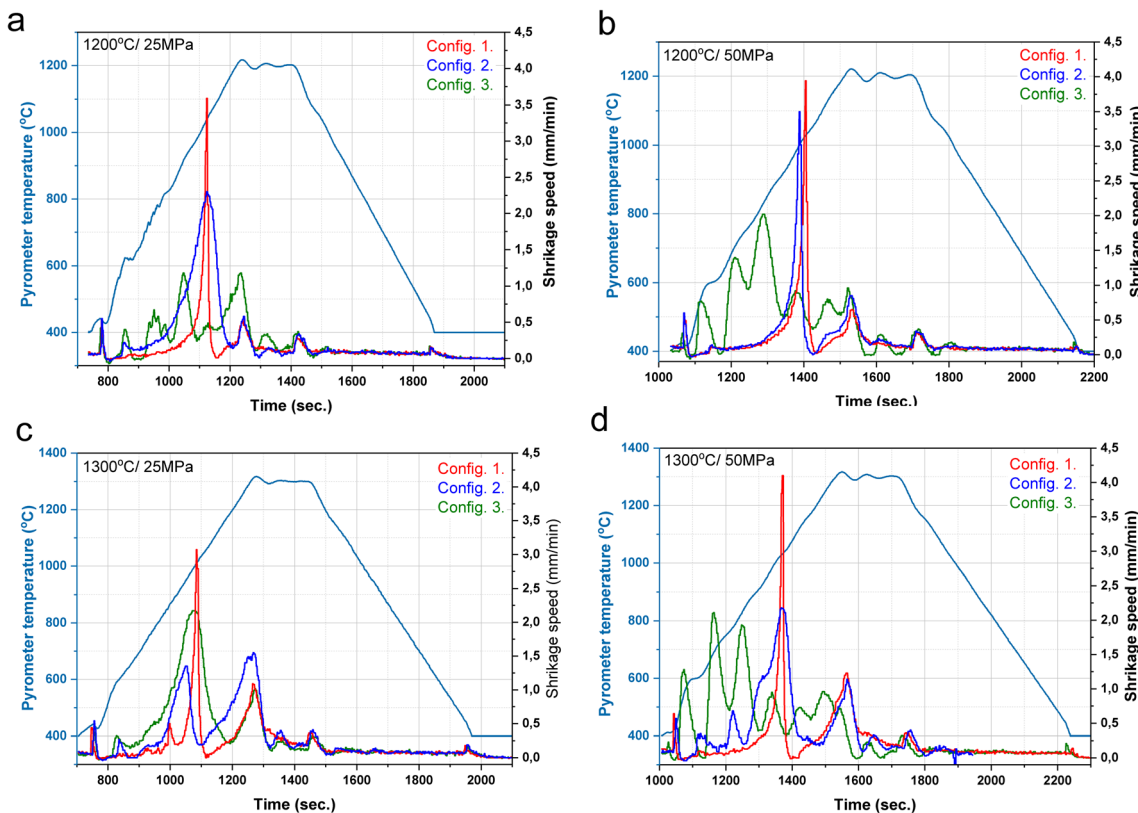 a
1200°C/ 25MPa
Config. 1.
Config. 2.
Config. 3.
Pyrometer temperature (°C)
1200
1000
800
600
400
4,5
4,0
3,5
3,0
2,5
2,0
1,5
1,0
0,5
0,0
Shrikage speed (mm/min)
800 1000 1200 1400 1600 1800 2000
Time (sec.)
b
1200°C/ 50MPa
Config. 1.
Config. 2.
Config. 3.
Pyrometer temperature (°C)
1200
1000
800
600
400
4,5
4,0
3,5
3,0
2,5
2,0
1,5
1,0
0,5
0,0
Shrikage speed (mm/min)
1000 1200 1400 1600 1800 2000 2200
Time (sec.)
c
1300°C/ 25MPa
Config. 1.
Config. 2.
Config. 3.
Pyrometer temperature (°C)
1400
1200
1000
800
600
400
4,5
4,0
3,5
3,0
2,5
2,0
1,5
1,0
0,5
0,0
Shrikage speed (mm/min)
800 1000 1200 1400 1600 1800 2000
Time (sec.)
d
1300°C/ 50MPa
Config. 1.
Config. 2.
Config. 3.
Pyrometer temperature (°C)
1400
1200
1000
800
600
400
4,5
4,0
3,5
3,0
2,5
2,0
1,5
1,0
0,5
0,0
Shrikage speed (mm/min)
1000 1200 1400 1600 1800 2000 2200
Time (sec.)